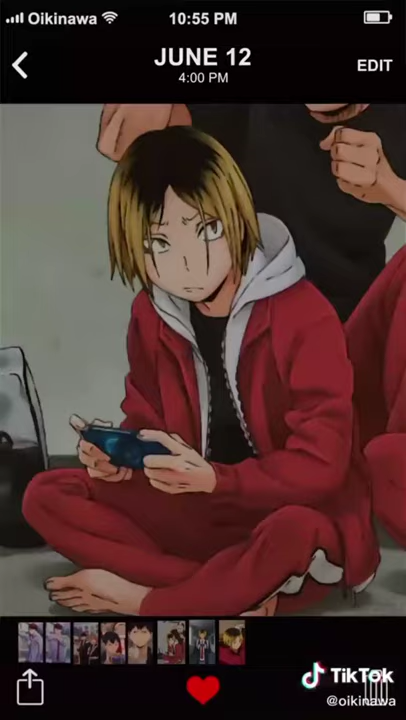 Oikinawa 10:55 PM
JUNE 12
4:00 PM
EDIT
TikTok
@oikinawa